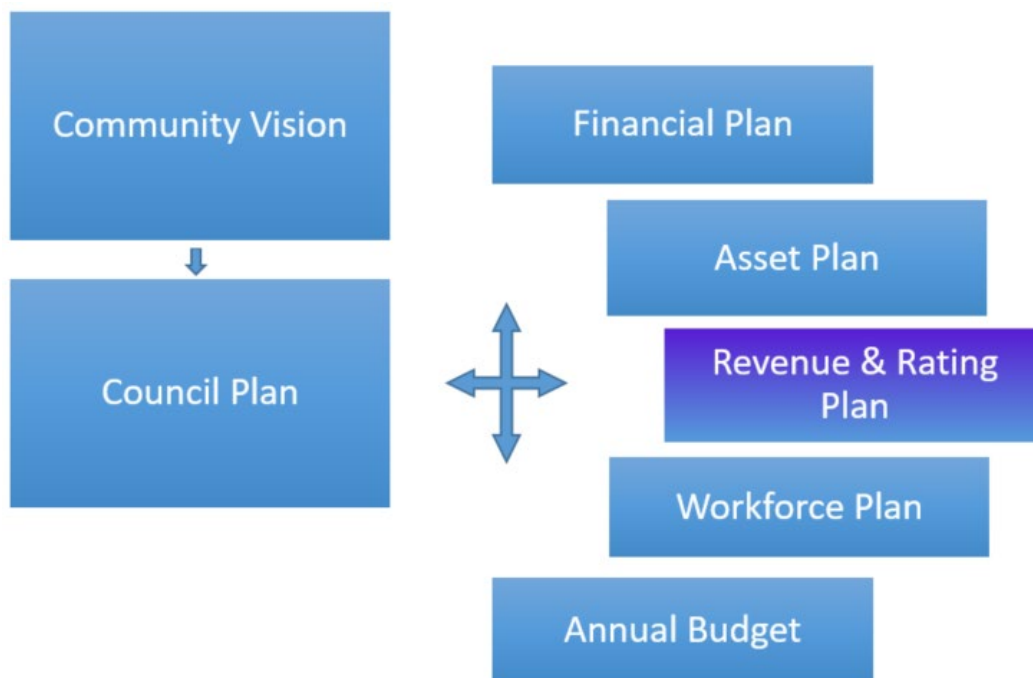 Community Vision
Council Plan
Financial Plan
Asset Plan
Revenue & Rating
Plan
Workforce Plan
Annual Budget